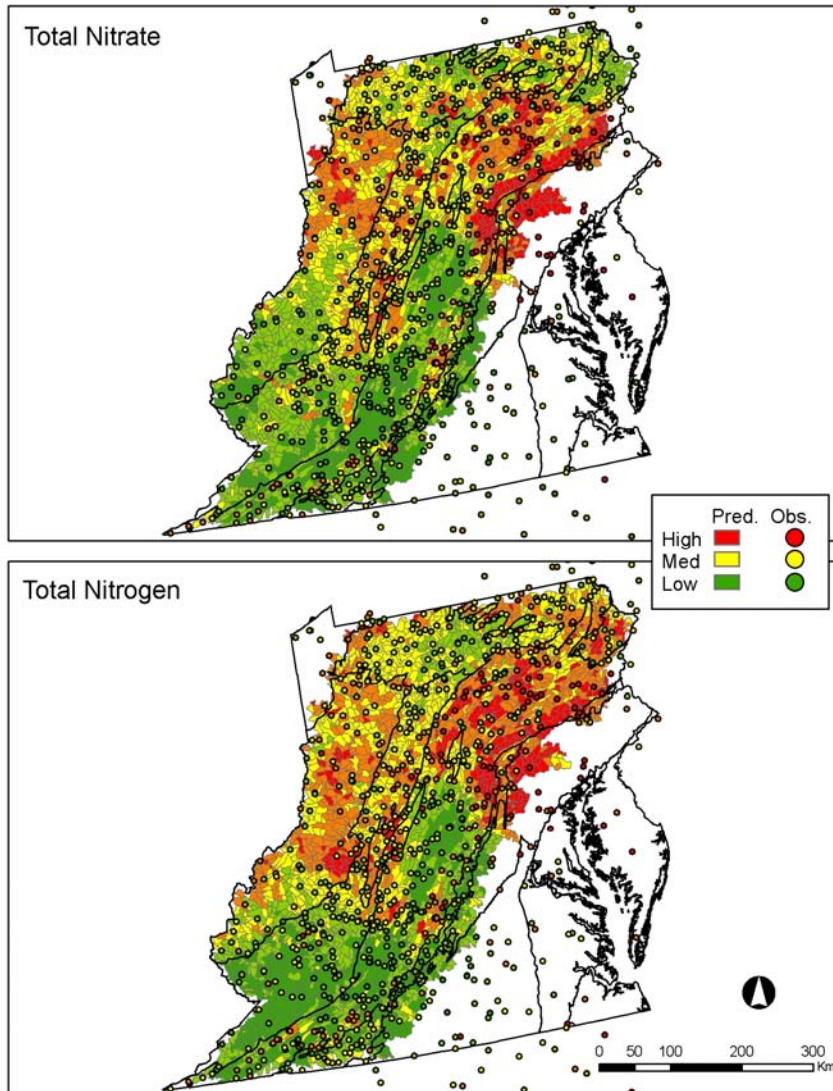 Total Nitrate
Pred. Obs.
High
Med
Low
Total Nitrogen
0 50 100 200 300
Km